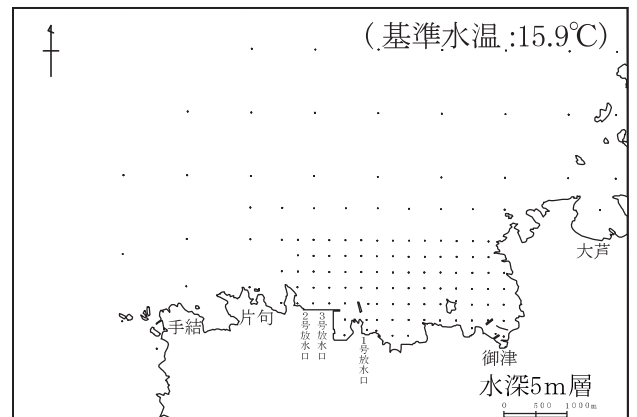 （基準水温:15.9℃）
大芦
片句
手結
2号放水口
3号放水口
1号放水口
御津
水深5m層
0 500 1000m